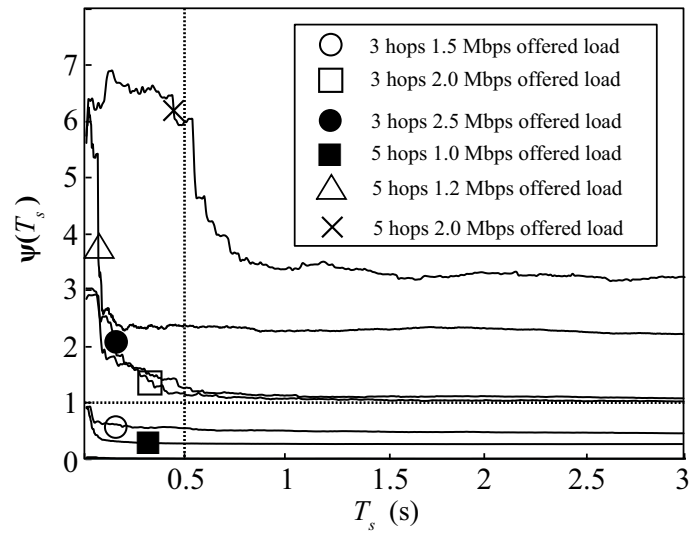 3 hops 1.5 Mbps offered load
3 hops 2.0 Mbps offered load
3 hops 2.5 Mbps offered load
5 hops 1.0 Mbps offered load
5 hops 1.2 Mbps offered load
5 hops 2.0 Mbps offered load
ψ(Tₛ)
7
6
5
4
3
2
1
0
0.5
1
1.5
2
2.5
3
Tₛ (s)